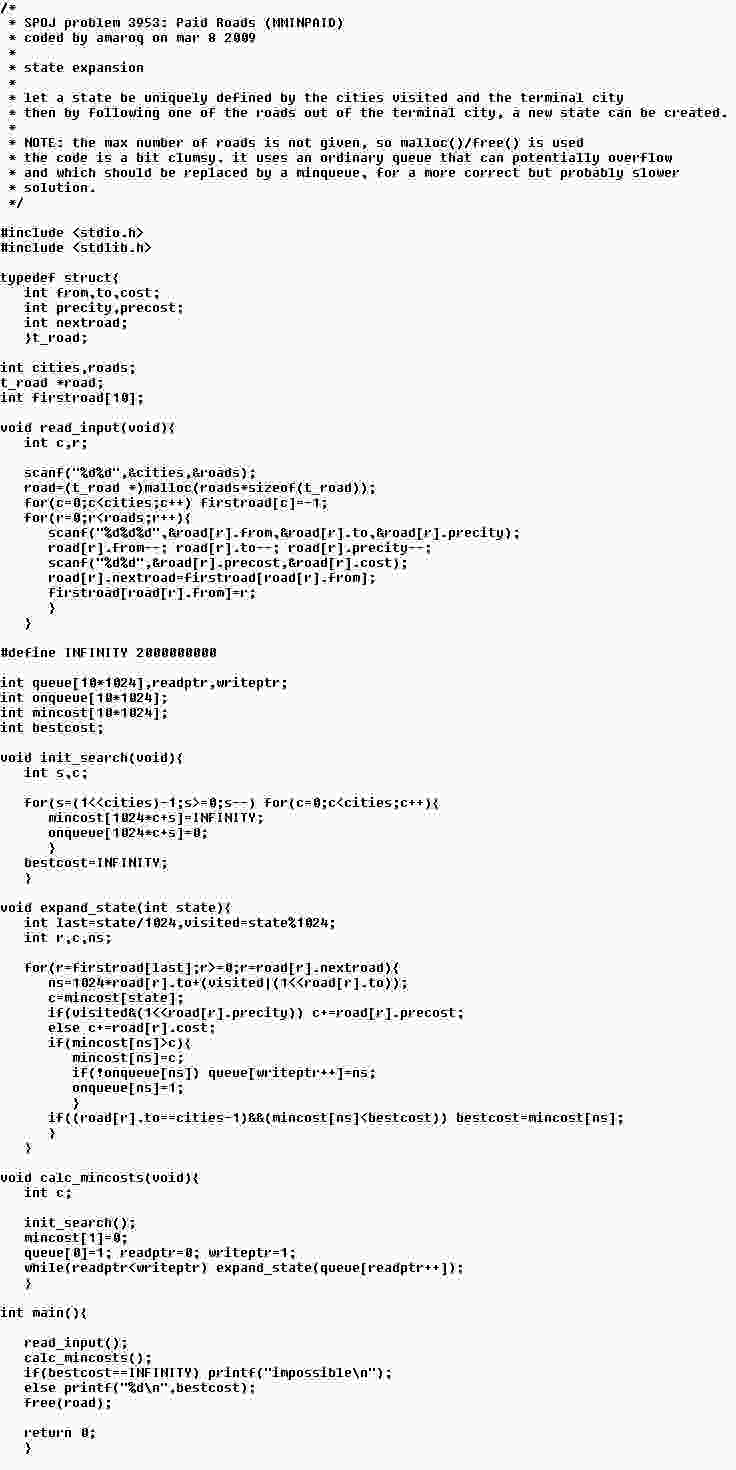 /*
 * SPOJ problem 3953: Paid Roads (MMINPAID)
 * coded by amaroq on mar 8 2009
 *
 * state expansion
 *
 * let a state be uniquely defined by the cities visited and the terminal city
 * then by following one of the roads out of the terminal city, a new state can be created.
 *
 * NOTE: the max number of roads is not given, so malloc()/free() is used
 * the code is a bit clumsy. it uses an ordinary queue that can potentially overflow
 * and which should be replaced by a minqueue, for a more correct but probably slower
 * solution.
 */

#include <stdio.h>
#include <stdlib.h>

typedef struct{
   int from,to,cost;
   int precity,precost;
   int nextroad;
   }t_road;

int cities,roads;
t_road *road;
int firstroad[10];

void read_input(void){
   int c,r;

   scanf("%d%d",&cities,&roads);
   road=(t_road *)malloc(roads*sizeof(t_road));
   for(c=0;c<cities;c++) firstroad[c]=-1;
   for(r=0;r<roads;r++){
      scanf("%d%d%d",&road[r].from,&road[r].to,&road[r].precity);
      road[r].from--; road[r].to--; road[r].precity--;
      scanf("%d%d",&road[r].precost,&road[r].cost);
      road[r].nextroad=firstroad[road[r].from];
      firstroad[road[r].from]=r;
      }
   }

#define INFINITY 2000000000

int queue[10*1024],readptr,writeptr;
int onqueue[10*1024];
int mincost[10*1024];
int bestcost;

void init_search(void){
   int s,c;

   for(s=(1<<cities)-1;s>=0;s--) for(c=0;c<cities;c++){
      mincost[1024*c+s]=INFINITY;
      onqueue[1024*c+s]=0;
      }
   bestcost=INFINITY;
   }

void expand_state(int state){
   int last=state/1024,visited=state%1024;
   int r,c,ns;

   for(r=firstroad[last];r>=0;r=road[r].nextroad){
      ns=1024*road[r].to+(visited|(1<<road[r].to));
      c=mincost[state];
      if(visited&(1<<road[r].precity)) c+=road[r].precost;
      else c+=road[r].cost;
      if(mincost[ns]>c){
         mincost[ns]=c;
         if(!onqueue[ns]) queue[writeptr++]=ns;
         onqueue[ns]=1;
         }
      if((road[r].to==cities-1)&&(mincost[ns]<bestcost)) bestcost=mincost[ns];
      }
   }

void calc_mincosts(void){
   int c;

   init_search();
   mincost[1]=0;
   queue[0]=1; readptr=0; writeptr=1;
   while(readptr<writeptr) expand_state(queue[readptr++]);
   }

int main(){

   read_input();
   calc_mincosts();
   if(bestcost==INFINITY) printf("impossible\n");
   else printf("%d\n",bestcost);
   free(road);

   return 0;
   }